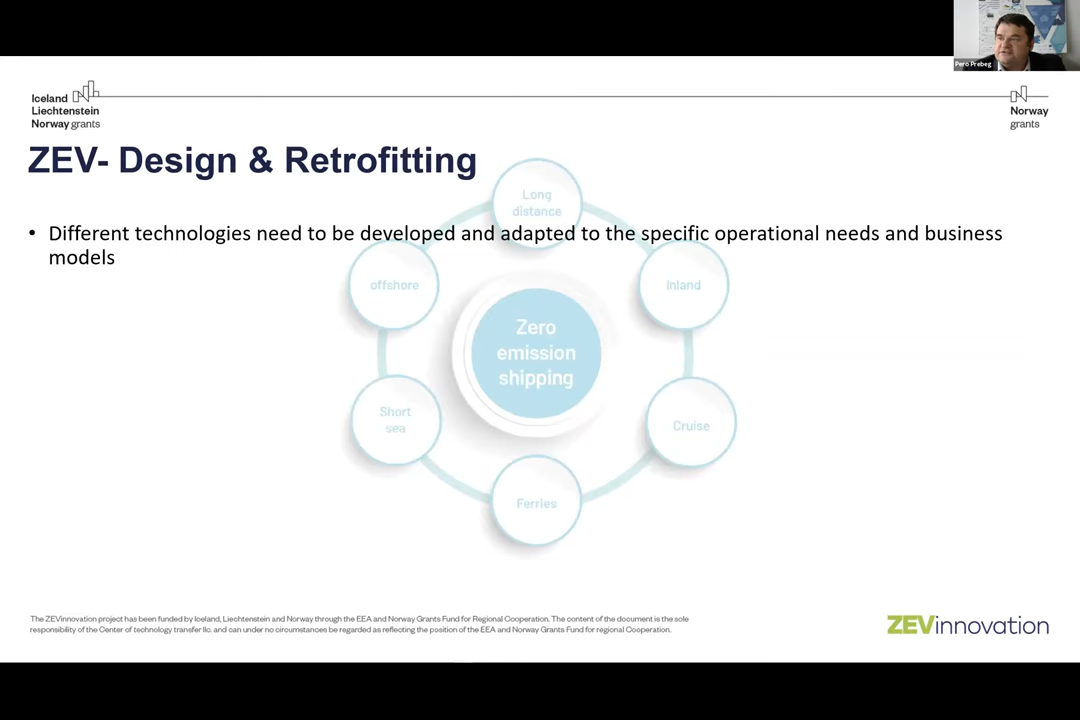 Pero Prebeg
Iceland
Liechtenstein
Norway grants
Norway
grants
ZEV- Design & Retrofitting
• Different technologies need to be developed and adapted to the specific operational needs and business
models
Long
distance
offshore
Inland
Zero
emission
shipping
Short
sea
Cruise
Ferries
The ZEVinnovation project has been funded by Iceland, Liechtenstein and Norway through the EEA and Norway Grants Fund for Regional Cooperation. The content of the document is the sole
responsibility of the Center of technology transfer llc. and can under no circumstances be regarded as reflecting the position of the EEA and Norway Grants Fund for regional Cooperation.
ZEVinnovation